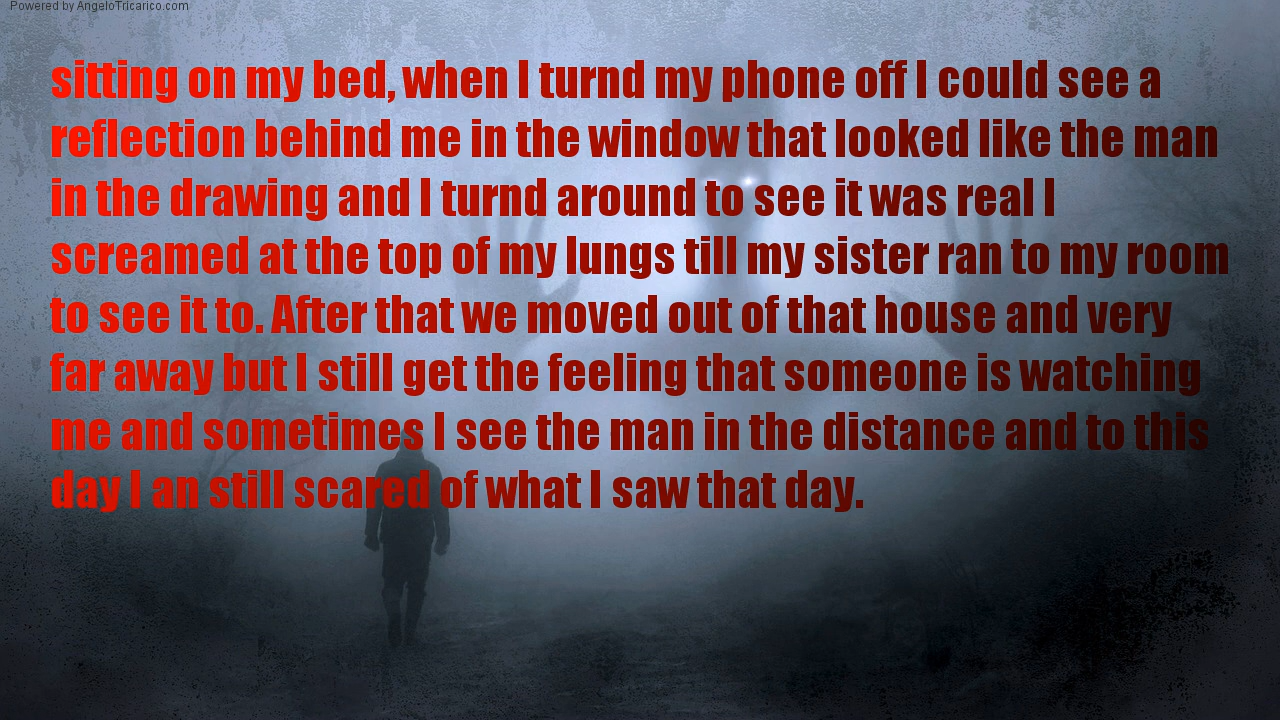 Powered by AngeloTricarico.com
sitting on my bed, when I turnd my phone off I could see a
reflection behind me in the window that looked like the man
in the drawing and I turnd around to see it was real I
screamed at the top of my lungs till my sister ran to my room
to see it to. After that we moved out of that house and very
far away but I still get the feeling that someone is watching
me and sometimes I see the man in the distance and to this
day I an still scared of what I saw that day.